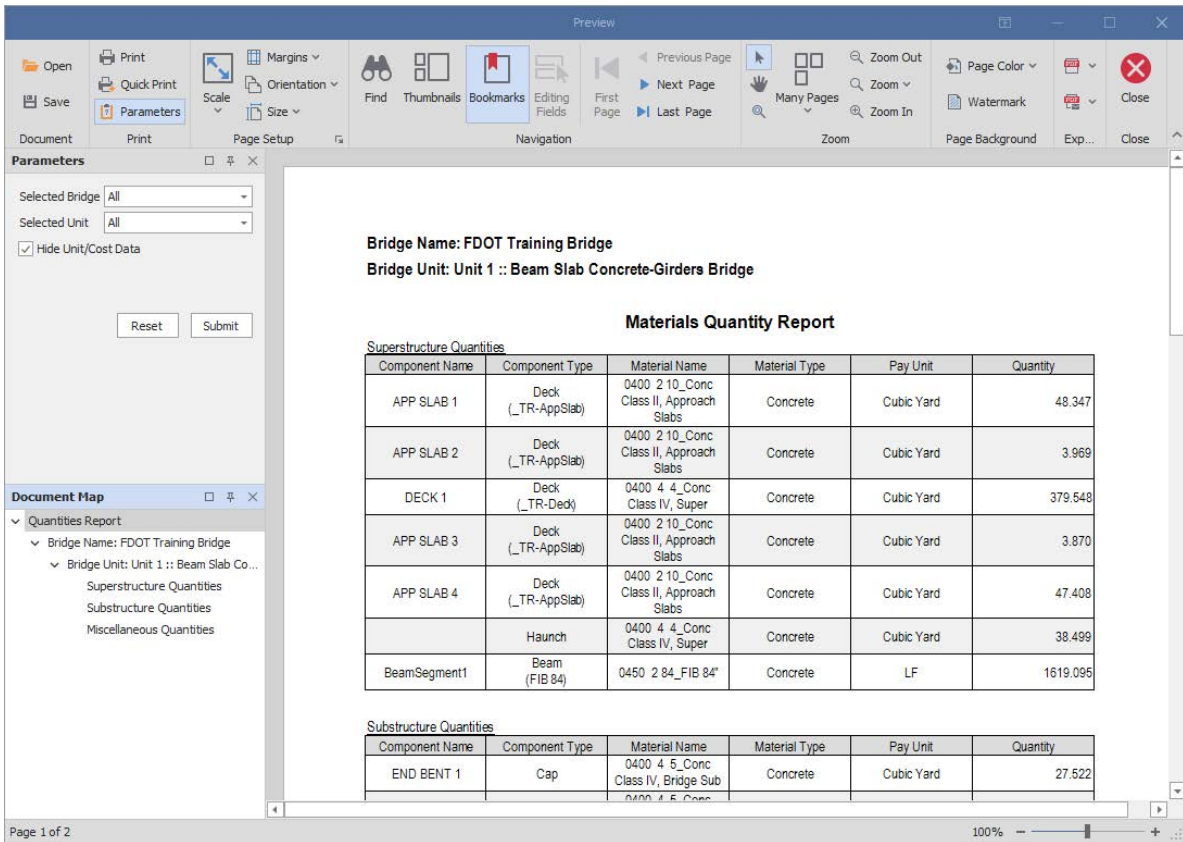 Preview
Open
Save
Document
Print
Quick Print
Parameters
Print
Scale
Margins
Orientation
Size
Page Setup
Find
Thumbnails
Bookmarks
Editing
Fields
First
Page
Previous Page
Next Page
Last Page
Navigation
Many Pages
Zoom Out
Zoom
Zoom In
Zoom
Page Color
Watermark
Page Background
PDF
PDF
Exp...
Close
Close
Parameters
Selected Bridge All
Selected Unit All
Hide Unit/Cost Data
Reset Submit
Document Map
Quantities Report
Bridge Name: FDOT Training Bridge
Bridge Unit: Unit 1 :: Beam Slab Co...
Superstructure Quantities
Substructure Quantities
Miscellaneous Quantities
Bridge Name: FDOT Training Bridge
Bridge Unit: Unit 1 :: Beam Slab Concrete-Girders Bridge
Materials Quantity Report
Superstructure Quantities
Component Name Component Type Material Name Material Type Pay Unit Quantity
APP SLAB 1 Deck (_TR-AppSlab) 0400 2 10_Conc Class II, Approach Slabs Concrete Cubic Yard 48.347
APP SLAB 2 Deck (_TR-AppSlab) 0400 2 10_Conc Class II, Approach Slabs Concrete Cubic Yard 3.969
DECK 1 Deck (_TR-Deck) 0400 4 4_Conc Class IV, Super Concrete Cubic Yard 379.548
APP SLAB 3 Deck (_TR-AppSlab) 0400 2 10_Conc Class II, Approach Slabs Concrete Cubic Yard 3.870
APP SLAB 4 Deck (_TR-AppSlab) 0400 2 10_Conc Class II, Approach Slabs Concrete Cubic Yard 47.408
Haunch 0400 4 4_Conc Class IV, Super Concrete Cubic Yard 38.499
BeamSegment1 Beam (FIB 84) 0450 2 84_FIB 84" Concrete LF 1619.095
Substructure Quantities
Component Name Component Type Material Name Material Type Pay Unit Quantity
END BENT 1 Cap 0400 4 5_Conc Class IV, Bridge Sub Concrete Cubic Yard 27.522
0400 4 5_Conc
Page 1 of 2
100%